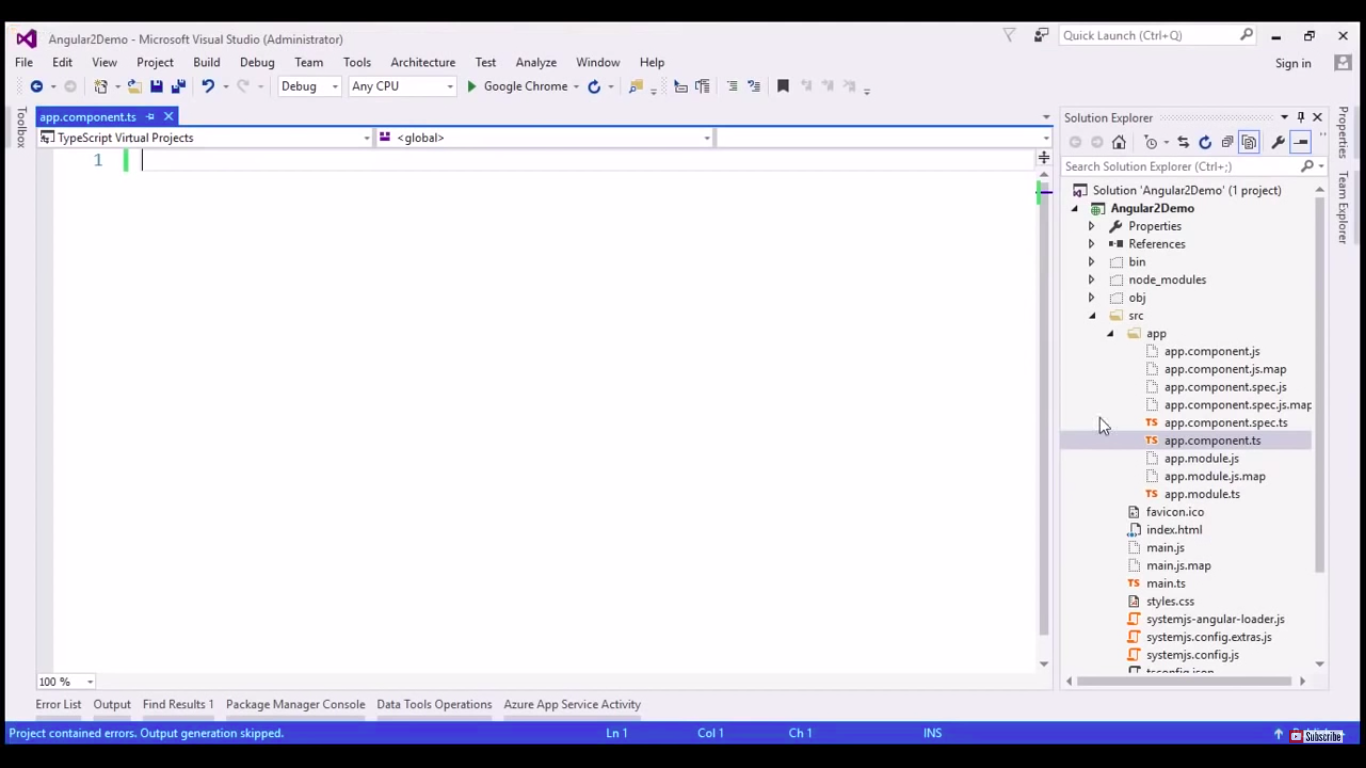 Angular2Demo - Microsoft Visual Studio (Administrator)
Quick Launch (Ctrl+Q)
File Edit View Project Build Debug Team Tools Architecture Test Analyze Window Help
Sign in
Debug Any CPU Google Chrome
Toolbox
app.component.ts
TypeScript Virtual Projects
<global>
1
100 %
Solution Explorer
Search Solution Explorer (Ctrl+;)
Solution 'Angular2Demo' (1 project)
Angular2Demo
Properties
References
bin
node_modules
obj
src
app
app.component.js
app.component.js.map
app.component.spec.js
app.component.spec.js.map
TS app.component.spec.ts
TS app.component.ts
app.module.js
app.module.js.map
TS app.module.ts
favicon.ico
index.html
main.js
main.js.map
TS main.ts
styles.css
systemjs-angular-loader.js
systemjs.config.extras.js
systemjs.config.js
tsconfig.json
Properties
Team Explorer
Error List Output Find Results 1 Package Manager Console Data Tools Operations Azure App Service Activity
Project contained errors. Output generation skipped. Ln 1 Col 1 Ch 1 INS
Subscribe